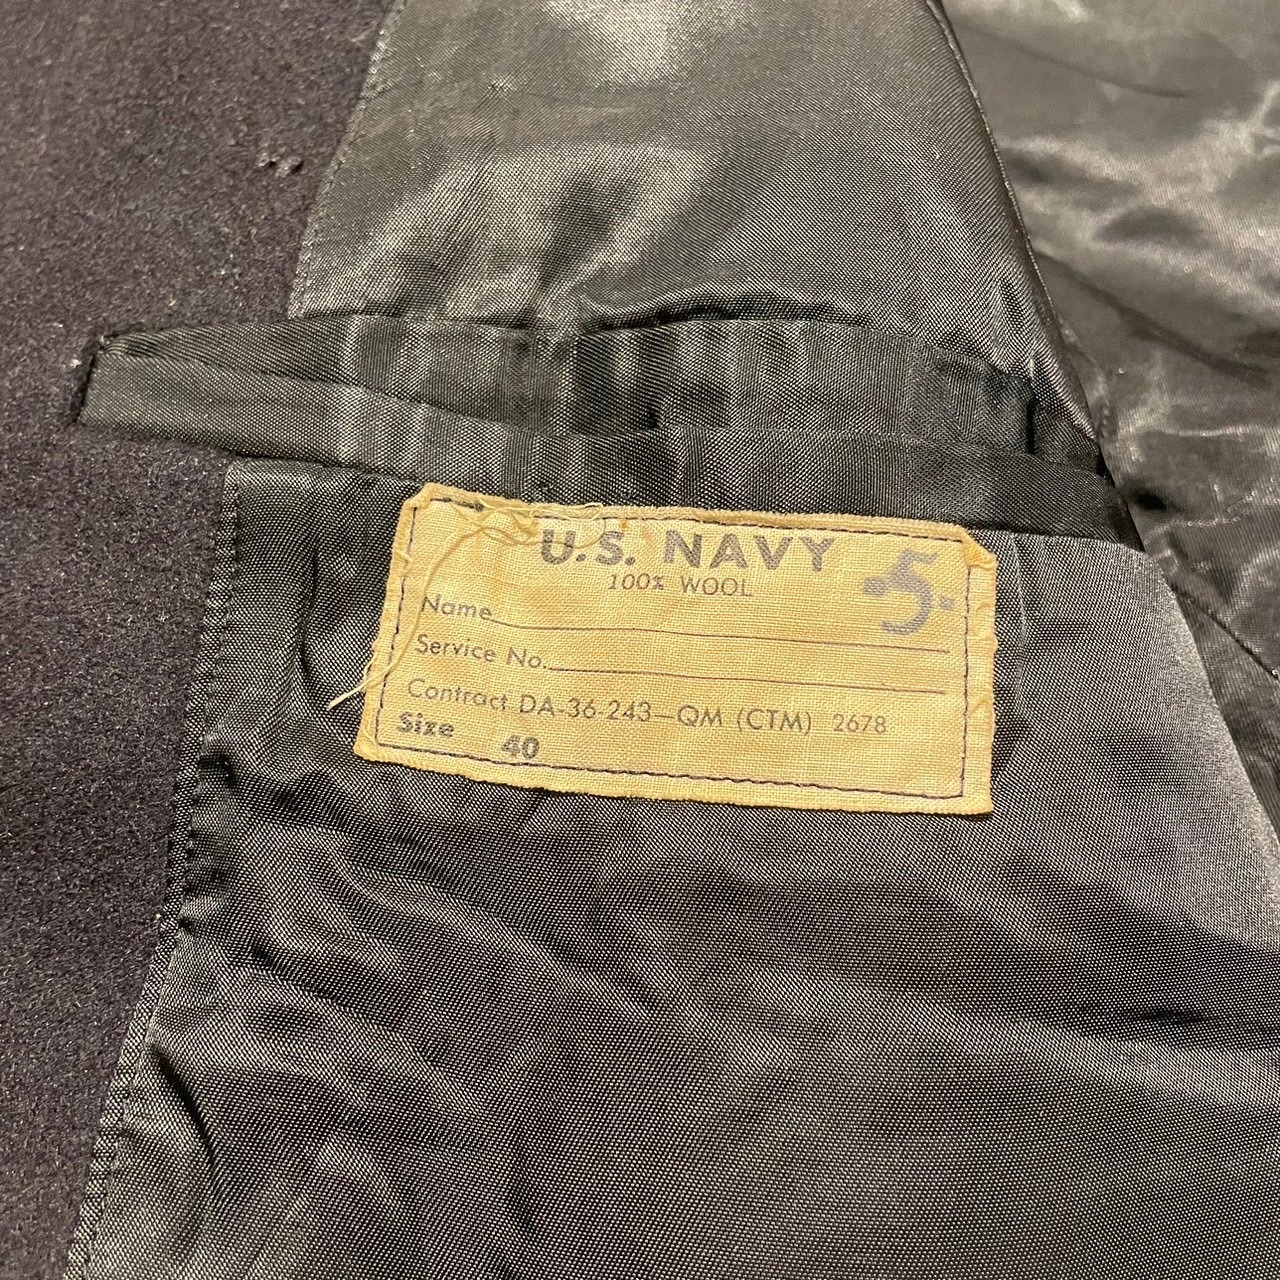 U.S. NAVY
100% WOOL
-5-
Name
Service No.
Contract DA-36-243-QM (CTM) 2678
Size 40